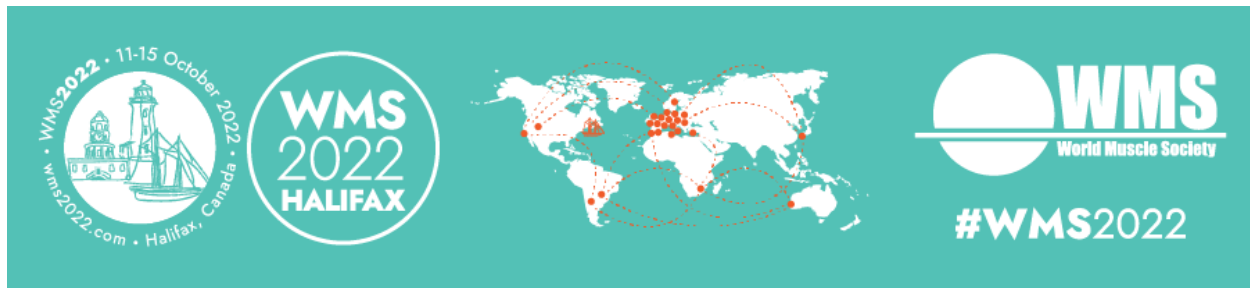 WMS2022 • 11-15 October 2022 •
wms2022.com • Halifax, Canada •
WMS
2022
HALIFAX
WMS
World Muscle Society
#WMS2022